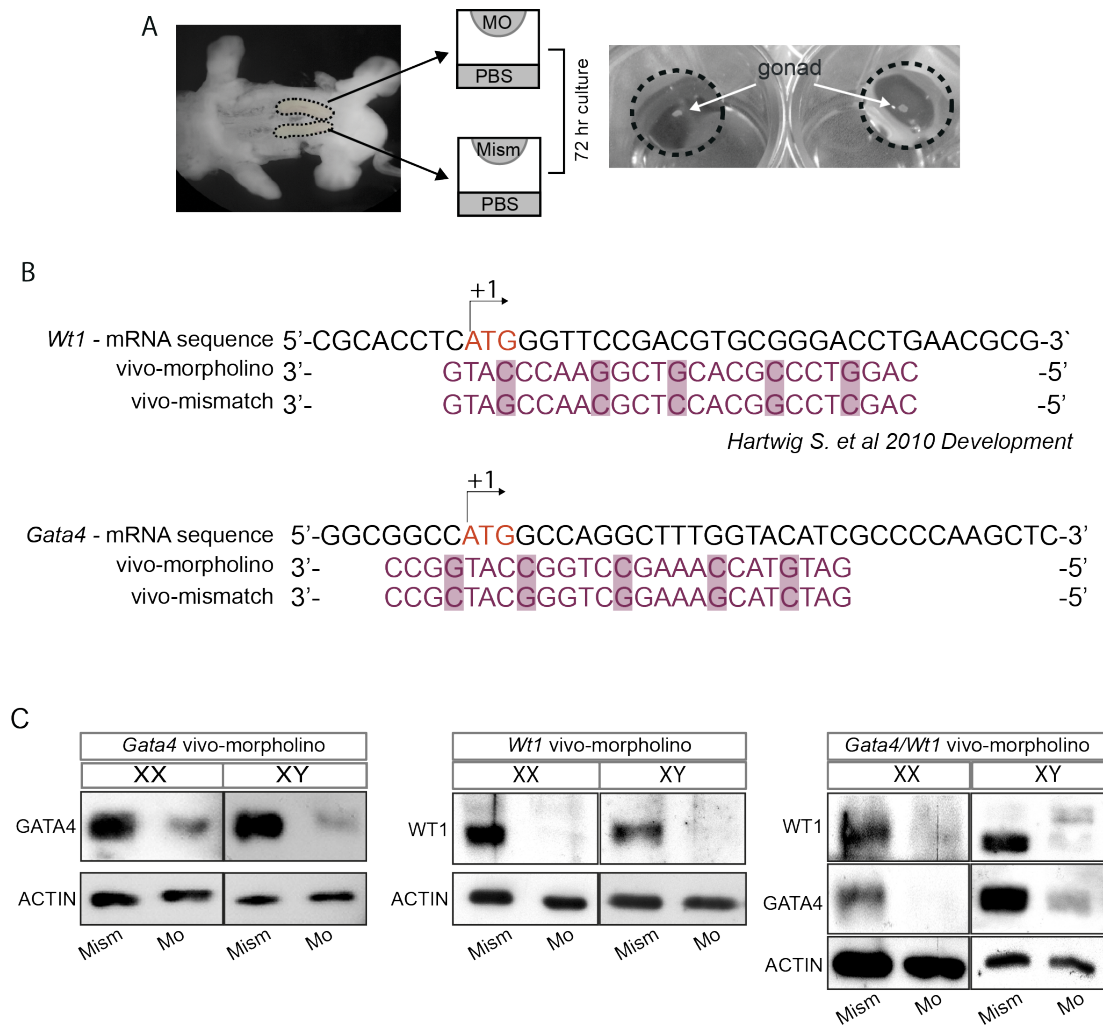 A
MO
PBS
Mism
PBS
72 hr culture
gonad
B
+1
Wt1 - mRNA sequence 5’-CGCACCTCATGGGTTCCGACGTGCGGGACCTGAACGCG-3`
vivo-morpholino 3’- GTACCCAAGGCTGCACGCCCTGGAC -5’
vivo-mismatch 3’- GTAGCCAACGCTCCACGGCCTCGAC -5’
Hartwig S. et al 2010 Development
+1
Gata4 - mRNA sequence 5’-GGCGGCCATGGCCAGGCTTTGGTACATCGCCCCAAGCTC-3’
vivo-morpholino 3’- CCGGTACCGGTCCGAAACCATGTAG -5’
vivo-mismatch 3’- CCGCTACGGGTCGGAAAGCATCTAG -5’
C
Gata4 vivo-morpholino
XX XY
GATA4
ACTIN
Mism Mo Mism Mo
Wt1 vivo-morpholino
XX XY
WT1
ACTIN
Mism Mo Mism Mo
Gata4/Wt1 vivo-morpholino
XX XY
WT1
GATA4
ACTIN
Mism Mo Mism Mo